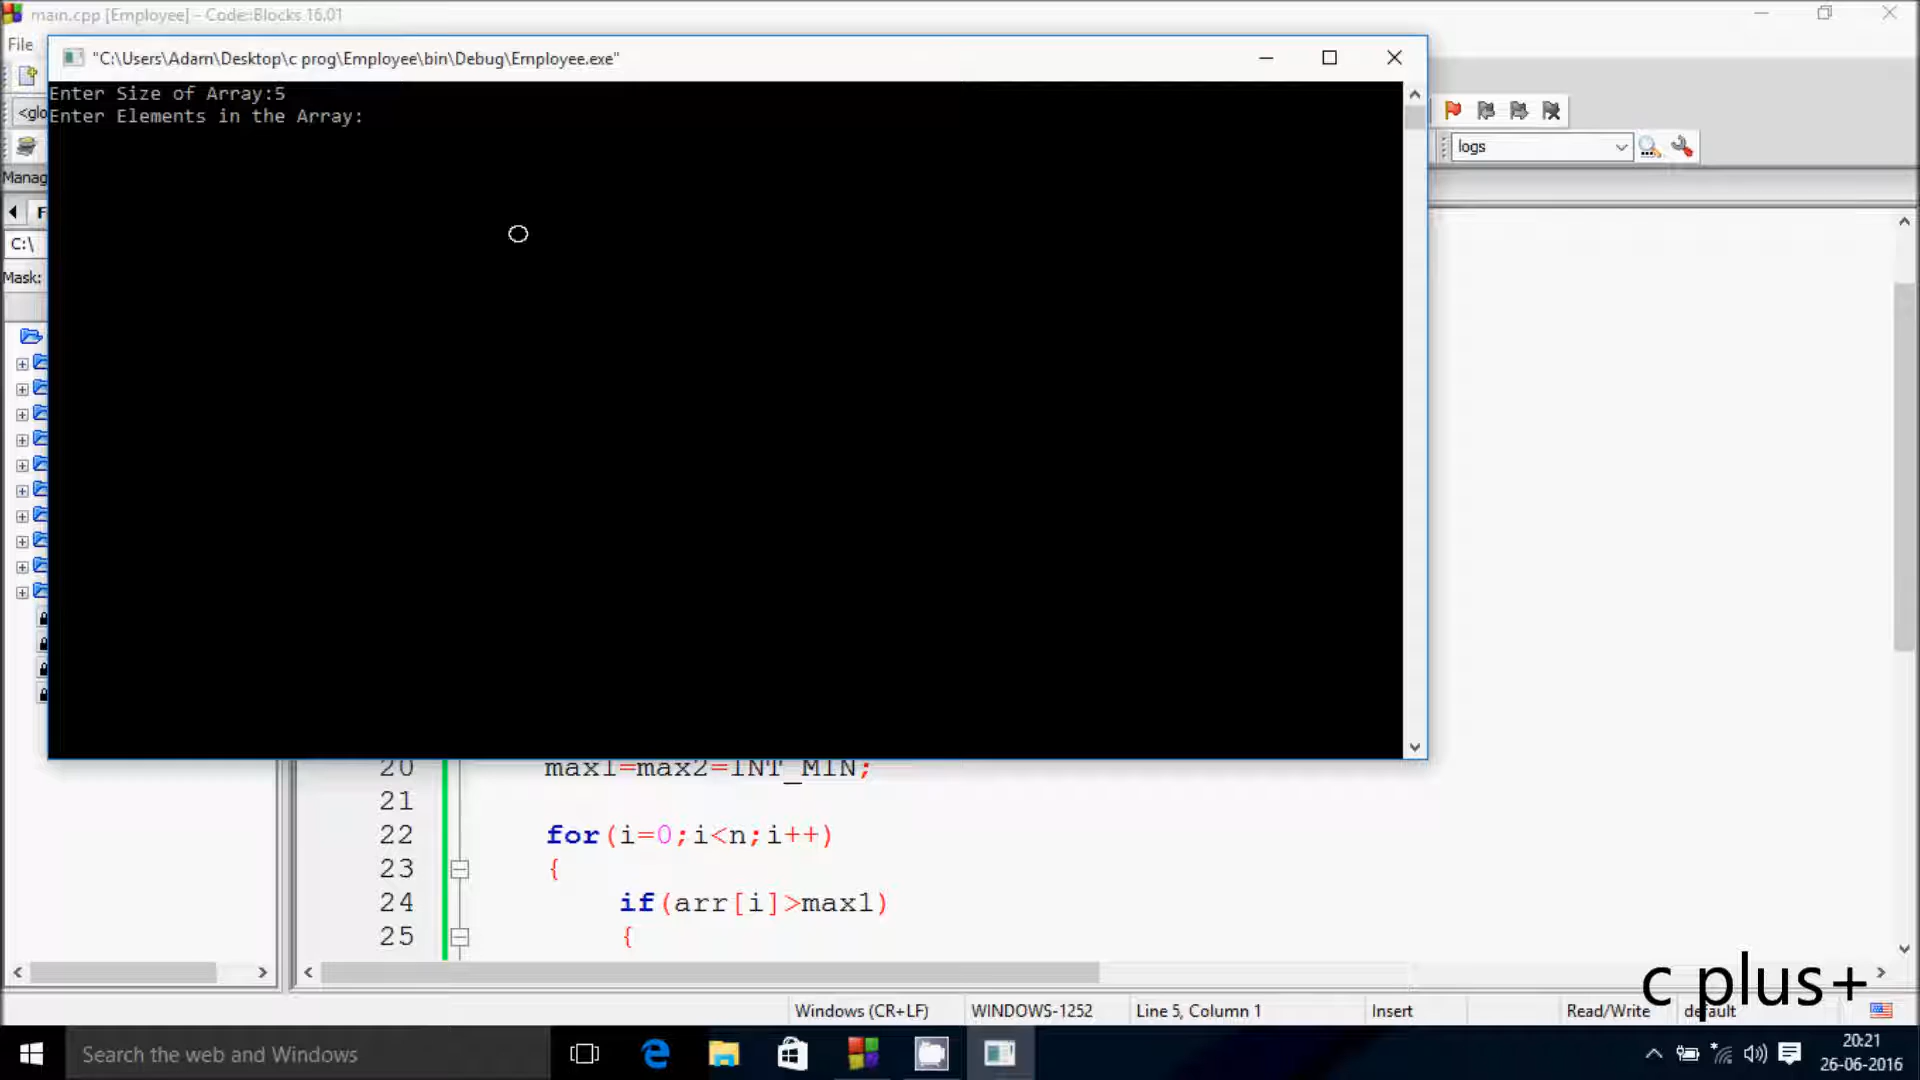 main.cpp [Employee] - Code::Blocks 16.01
File
"C:\Users\Adam\Desktop\c prog\Employee\bin\Debug\Employee.exe"
Enter Size of Array:5
<glo
Enter Elements in the Array:
logs
Manag
F
C:\
Mask:
20 max1=max2=INT_MIN;
21
22 for(i=0;i<n;i++)
23 {
24 if(arr[i]>max1)
25 {
c plus+
Windows (CR+LF) WINDOWS-1252 Line 5, Column 1 Insert Read/Write default
Search the web and Windows
20:21
26-06-2016